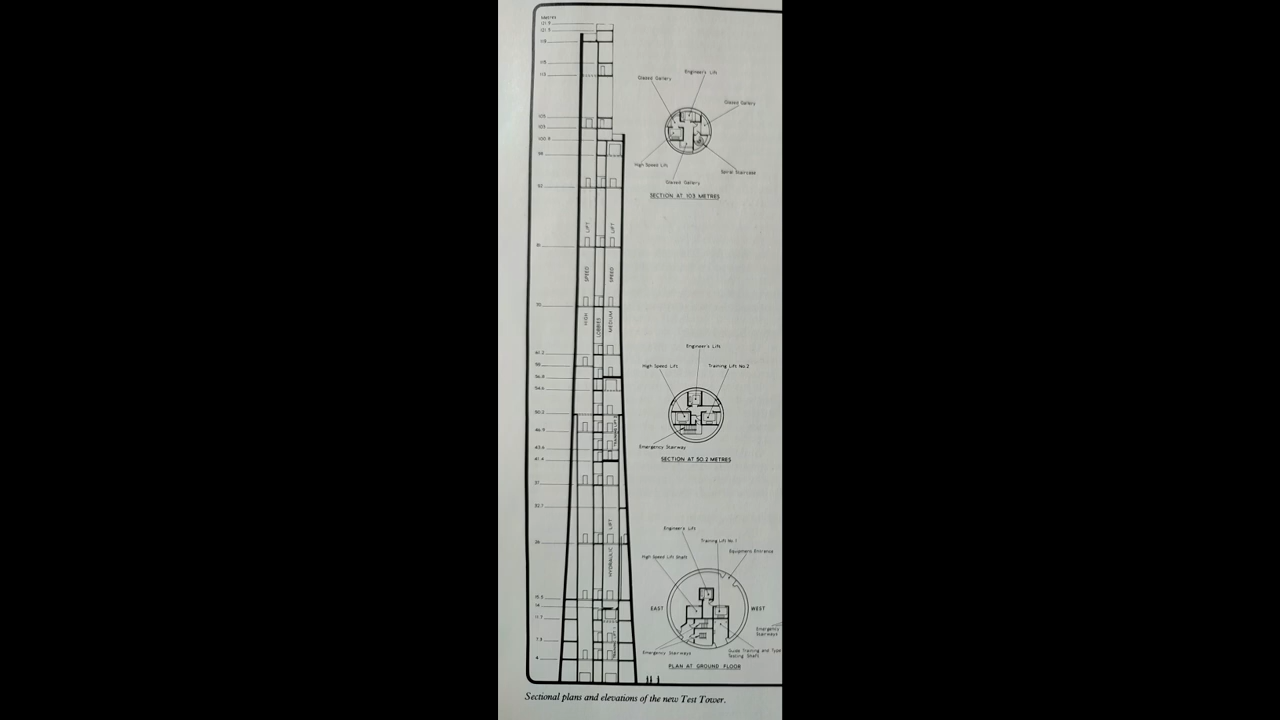 METRES
121.9
121.3
119
115
113
105
103
100.9
98
92
81
70
61.2
59
56.8
54.6
50.2
46.9
43.6
41.4
37
32.7
26
15.8
14
11.7
7.3
4
HIGH SPEED LIFT
LOBBIES
MEDIUM SPEED LIFT
HYDRAULIC LIFT
Glazed Gallery
Engineer's Lift
Glazed Gallery
High Speed Lift
Spiral Staircase
Glazed Gallery
SECTION AT 103 METRES
Engineer's Lift
High Speed Lift
Training Lift No.2
Emergency Stairway
SECTION AT 50.2 METRES
Engineer's Lift
Training Lift No.1
Equipment Entrance
High Speed Lift Shaft
EAST
WEST
Emergency
Stairways
Emergency Stairways
Guide Training and Type
Testing Shaft
PLAN AT GROUND FLOOR
Sectional plans and elevations of the new Test Tower.